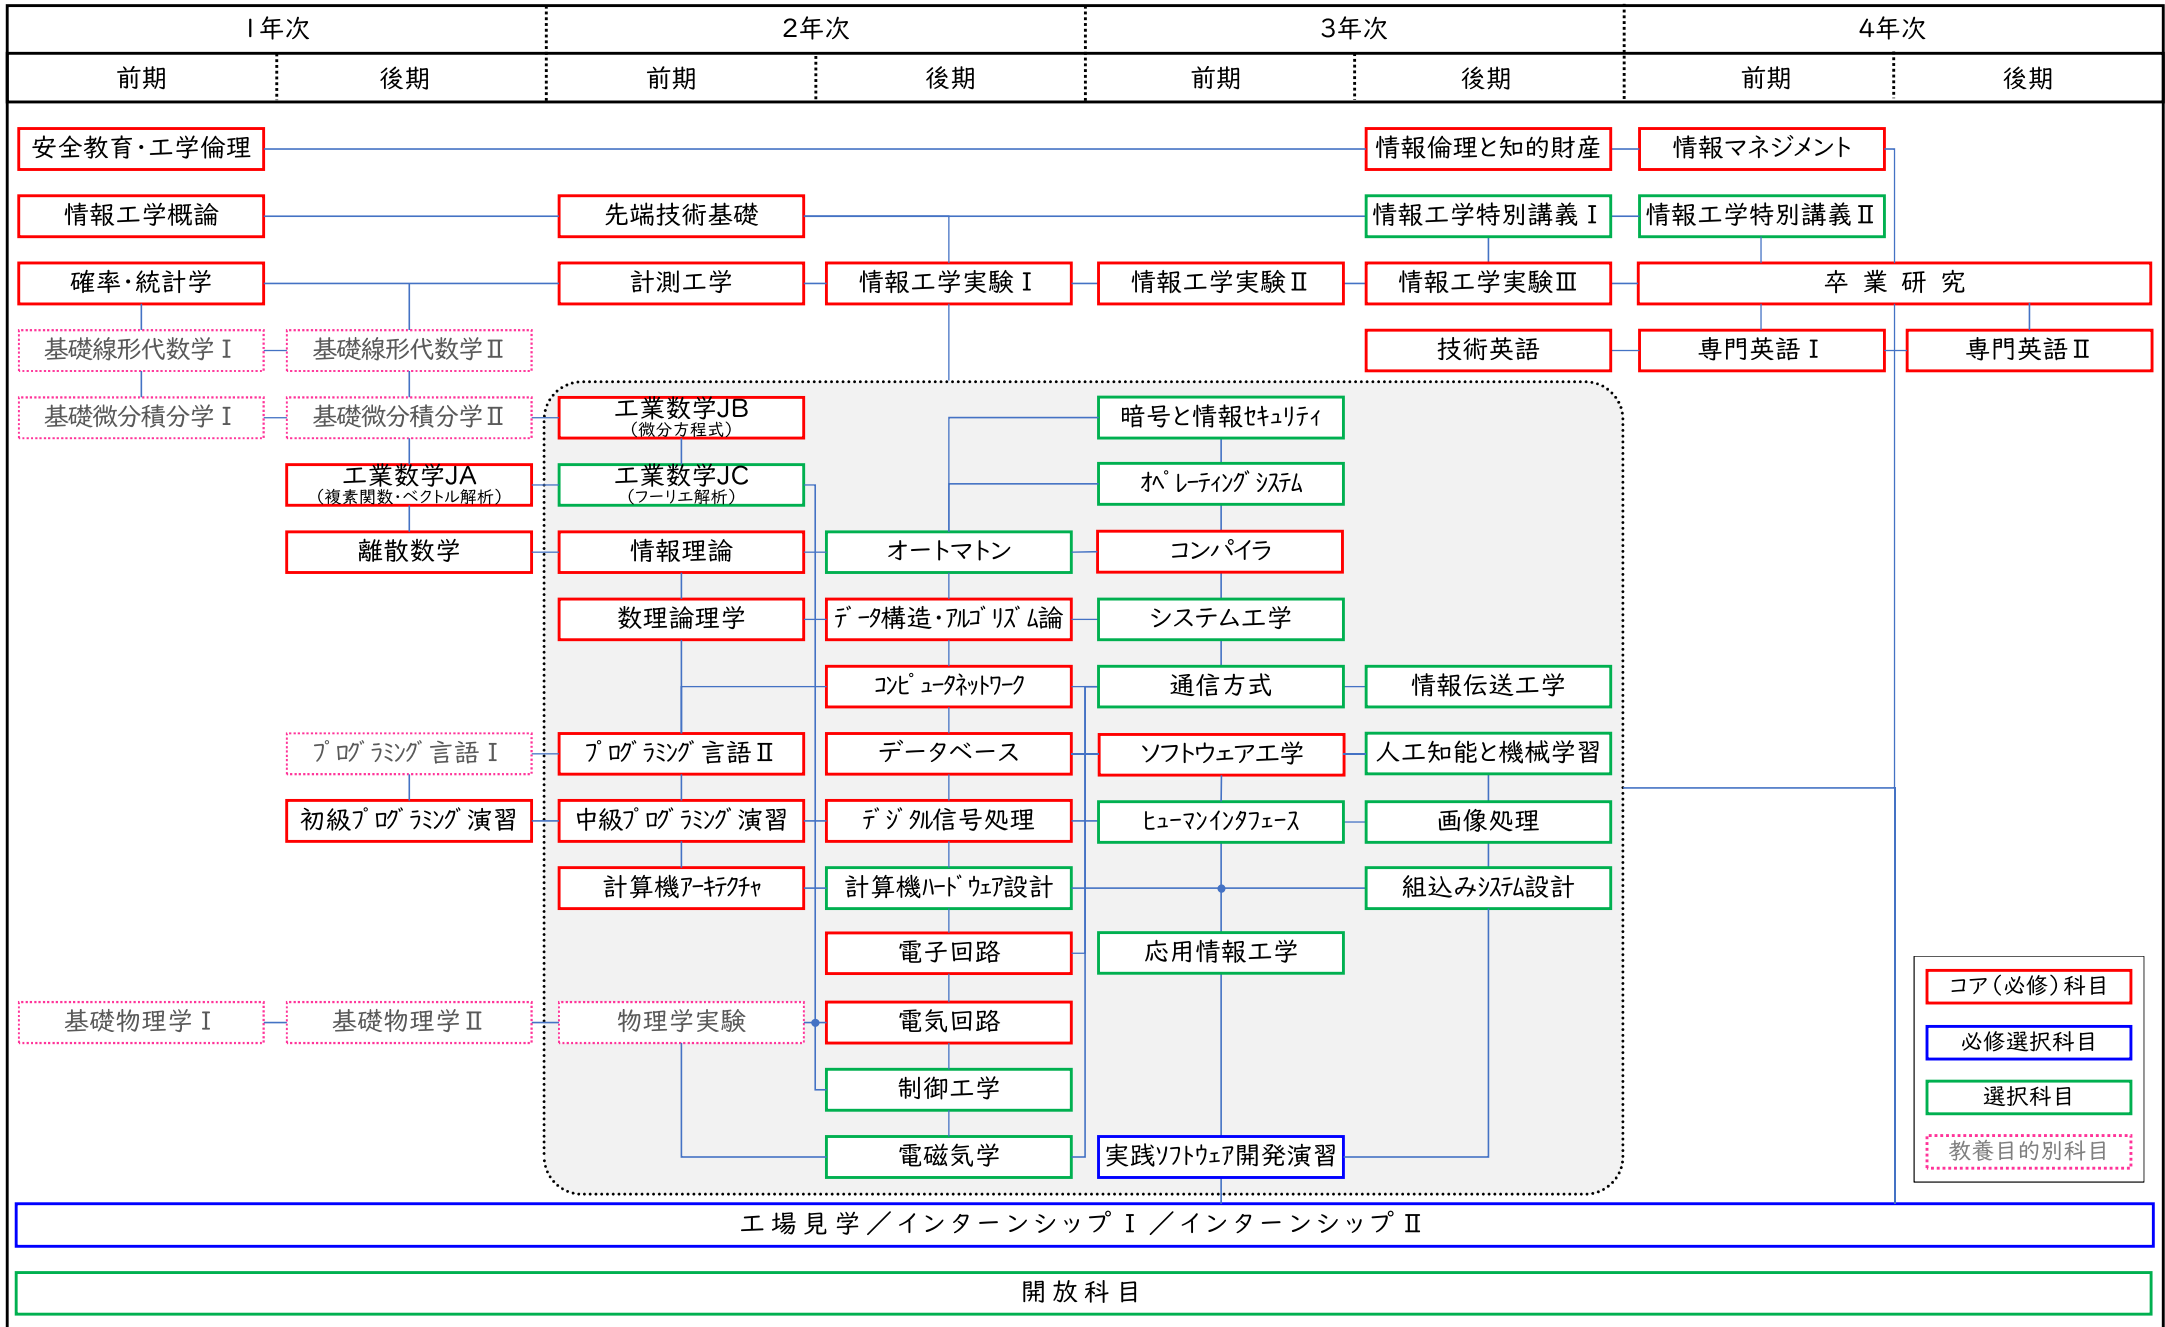 1年次 2年次 3年次 4年次
前期 後期 前期 後期 前期 後期 前期 後期
安全教育・工学倫理 情報倫理と知的財産 情報マネジメント
情報工学概論 先端技術基礎 情報工学特別講義Ⅰ 情報工学特別講義Ⅱ
確率・統計学 計測工学 情報工学実験Ⅰ 情報工学実験Ⅱ 情報工学実験Ⅲ 卒業研究
基礎線形代数学Ⅰ 基礎線形代数学Ⅱ 技術英語 専門英語Ⅰ 専門英語Ⅱ
基礎微分積分学Ⅰ 基礎微分積分学Ⅱ 工業数学JB 暗号と情報ｾｷｭﾘﾃｨ
(微分方程式)
工業数学JA 工業数学JC ｵﾍﾟﾚｰﾃｨﾝｸﾞｼｽﾃﾑ
(複素関数・ベクトル解析) (フーリエ解析)
離散数学 情報理論 オートマトン コンパイラ
数理論理学 ﾃﾞｰﾀ構造・ｱﾙｺﾞﾘｽﾞﾑ論 システム工学
ｺﾝﾋﾟｭｰﾀﾈｯﾄﾜｰｸ 通信方式 情報伝送工学
ﾌﾟﾛｸﾞﾗﾐﾝｸﾞ言語Ⅰ ﾌﾟﾛｸﾞﾗﾐﾝｸﾞ言語Ⅱ データベース ソフトウェア工学 人工知能と機械学習
初級ﾌﾟﾛｸﾞﾗﾐﾝｸﾞ演習 中級ﾌﾟﾛｸﾞﾗﾐﾝｸﾞ演習 ﾃﾞｼﾞﾀﾙ信号処理 ﾋｭｰﾏﾝｲﾝﾀﾌｪｰｽ 画像処理
計算機ｱｰｷﾃｸﾁｬ 計算機ﾊｰﾄﾞｳｪｱ設計 組込みｼｽﾃﾑ設計
電子回路 応用情報工学
基礎物理学Ⅰ 基礎物理学Ⅱ 物理学実験 電気回路
制御工学
電磁気学 実践ｿﾌﾄｳｪｱ開発演習
コア(必修)科目
必修選択科目
選択科目
教養目的別科目
工場見学／インターンシップⅠ／インターンシップⅡ
開放科目